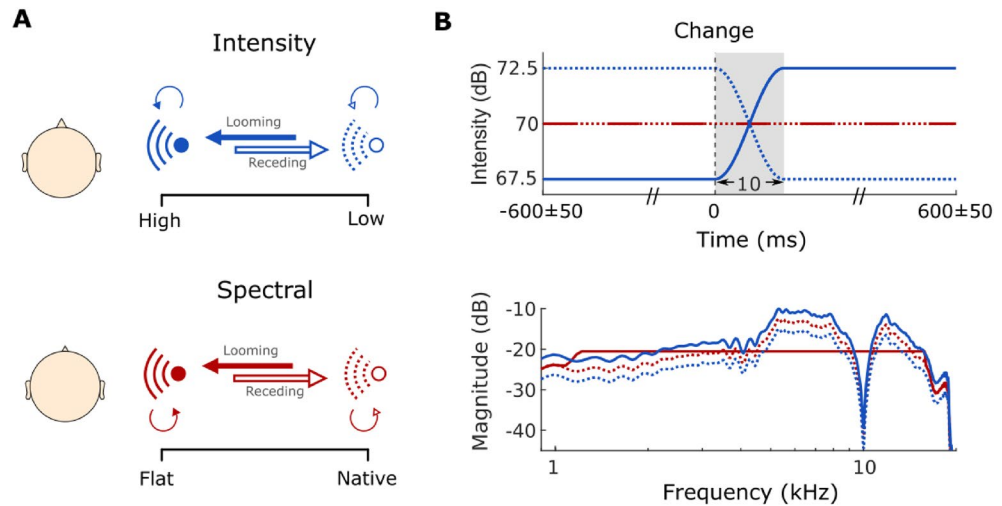 A
Intensity
Looming
Receding
High
Low
Spectral
Looming
Receding
Flat
Native
B
Change
Intensity (dB)
72.5
70
67.5
10
-600±50
0
600±50
Time (ms)
Magnitude (dB)
-10
-20
-30
-40
1
10
Frequency (kHz)